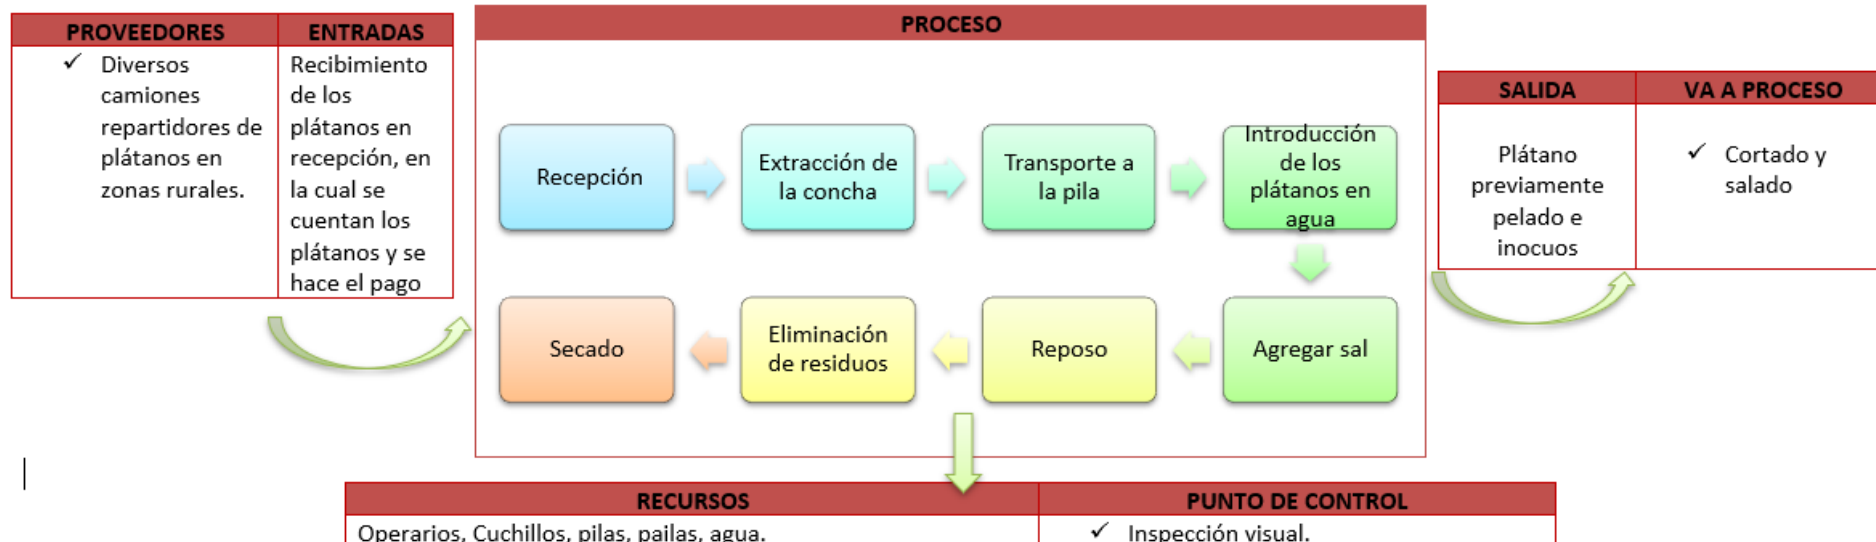 PROVEEDORES
ENTRADAS
✓ Diversos
camiones
repartidores de
plátanos en
zonas rurales.
Recibimiento
de los
plátanos en
recepción, en
la cual se
cuentan los
plátanos y se
hace el pago
PROCESO
Recepción
Extracción de
la concha
Transporte a
la pila
Introducción
de los
plátanos en
agua
Agregar sal
Reposo
Eliminación
de residuos
Secado
SALIDA
VA A PROCESO
Plátano
previamente
pelado e
inocuos
✓ Cortado y
salado
RECURSOS
PUNTO DE CONTROL
Operarios, Cuchillos, pilas, pailas, agua.
✓ Inspección visual.